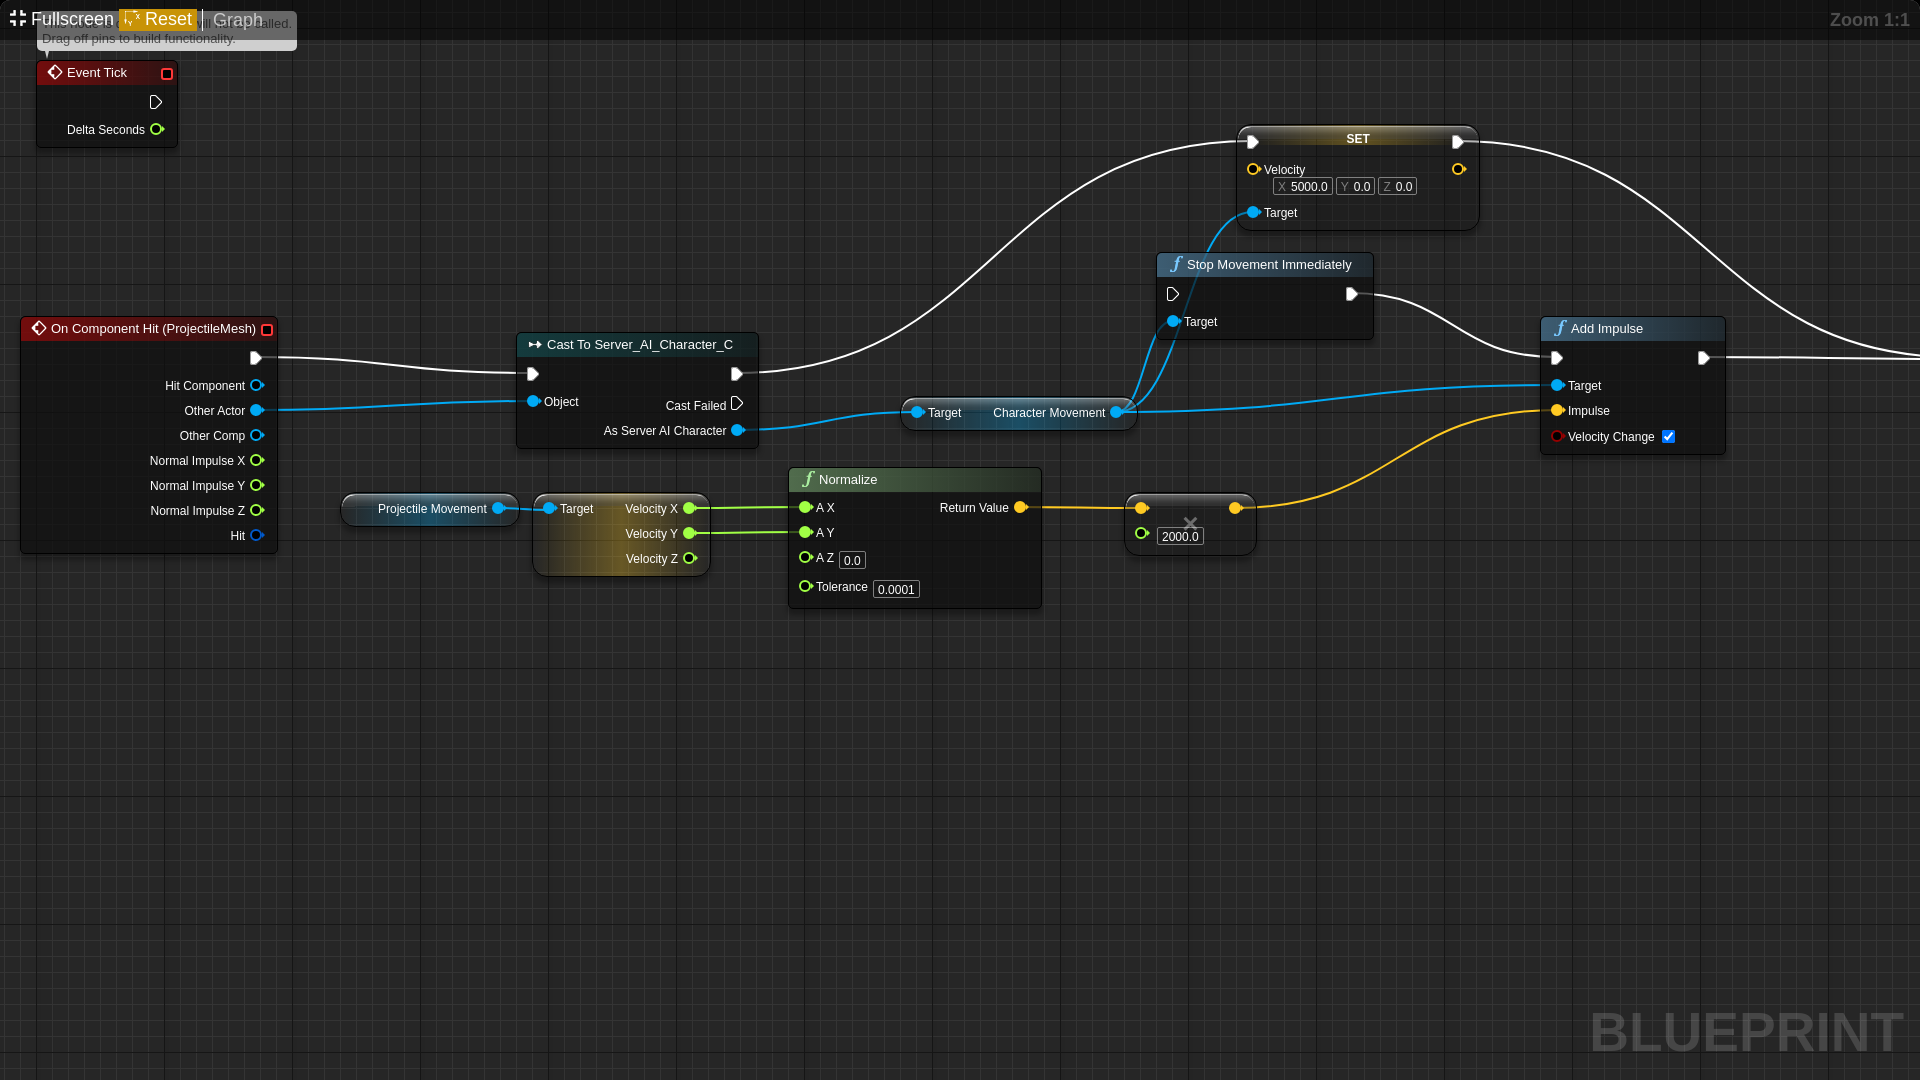 Fullscreen Reset Graph
Zoom 1:1
called.
Drag off pins to build functionality.
Event Tick
Delta Seconds
SET
Velocity
X 5000.0 Y 0.0 Z 0.0
Target
Stop Movement Immediately
Target
On Component Hit (ProjectileMesh)
Hit Component
Other Actor
Other Comp
Normal Impulse X
Normal Impulse Y
Normal Impulse Z
Hit
Cast To Server_AI_Character_C
Object
Cast Failed
As Server AI Character
Target Character Movement
Add Impulse
Target
Impulse
Velocity Change
Projectile Movement
Target Velocity X
Velocity Y
Velocity Z
Normalize
A X Return Value
A Y
A Z 0.0
Tolerance 0.0001
2000.0
BLUEPRINT